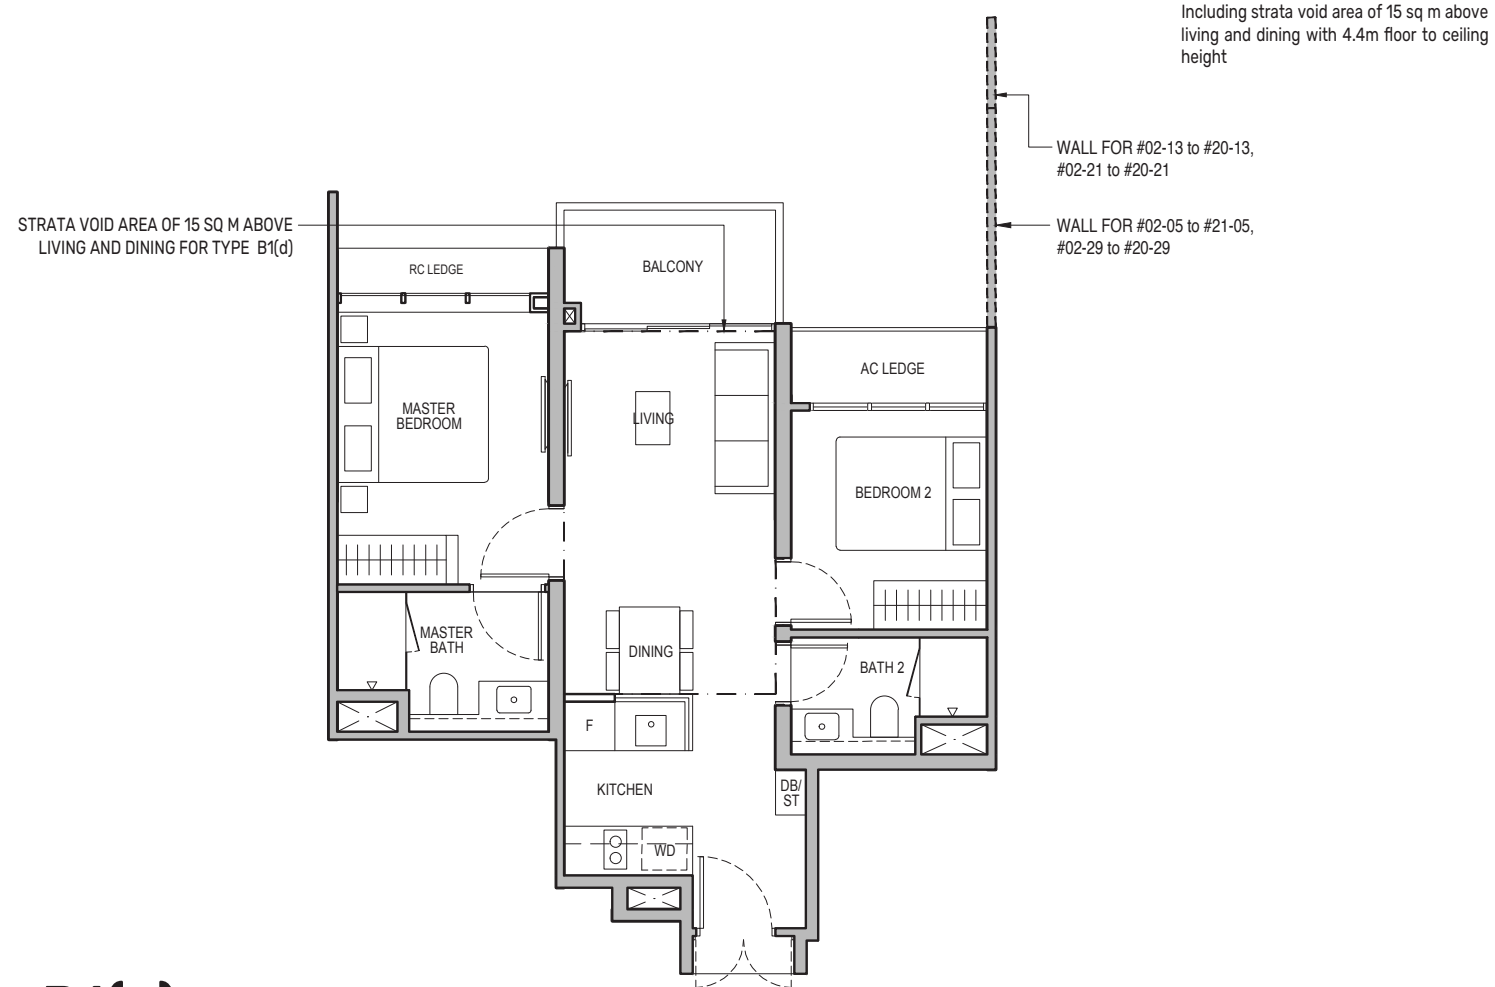 Including strata void area of 15 sq m above
living and dining with 4.4m floor to ceiling
height
WALL FOR #02-13 to #20-13,
#02-21 to #20-21
STRATA VOID AREA OF 15 SQ M ABOVE
LIVING AND DINING FOR TYPE B1(d)
WALL FOR #02-05 to #21-05,
#02-29 to #20-29
RC LEDGE
BALCONY
AC LEDGE
MASTER
BEDROOM
LIVING
BEDROOM 2
MASTER
BATH
DINING
BATH 2
F
KITCHEN
DB/
ST
WD